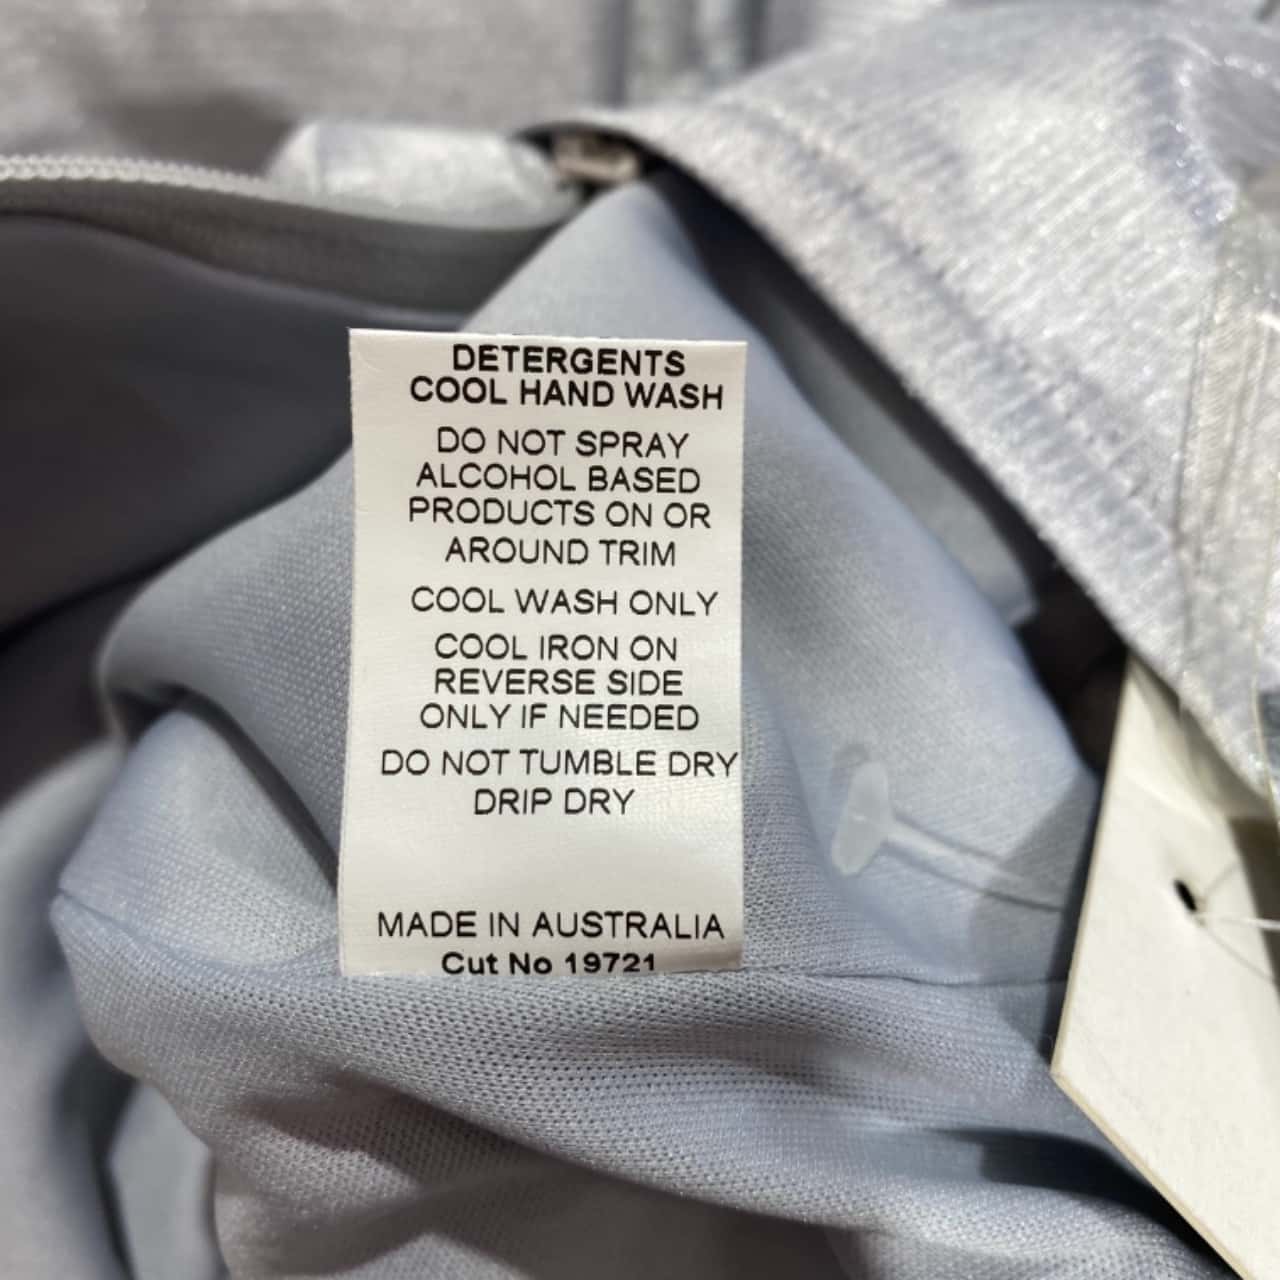 DETERGENTS
COOL HAND WASH
DO NOT SPRAY
ALCOHOL BASED
PRODUCTS ON OR
AROUND TRIM
COOL WASH ONLY
COOL IRON ON
REVERSE SIDE
ONLY IF NEEDED
DO NOT TUMBLE DRY
DRIP DRY
MADE IN AUSTRALIA
Cut No 19721